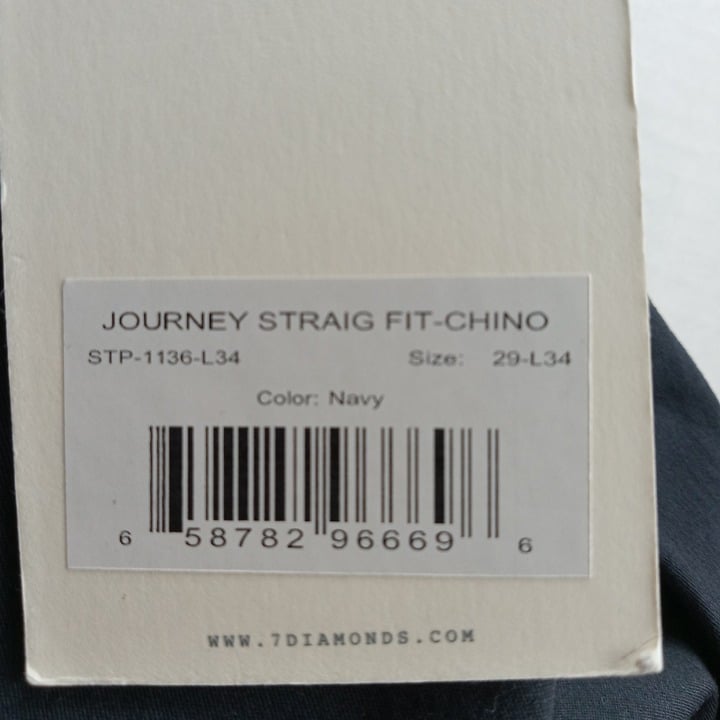 JOURNEY STRAIG FIT-CHINO
STP-1136-L34 Size: 29-L34
Color: Navy
6 58782 96669 6
WWW.7DIAMONDS.COM